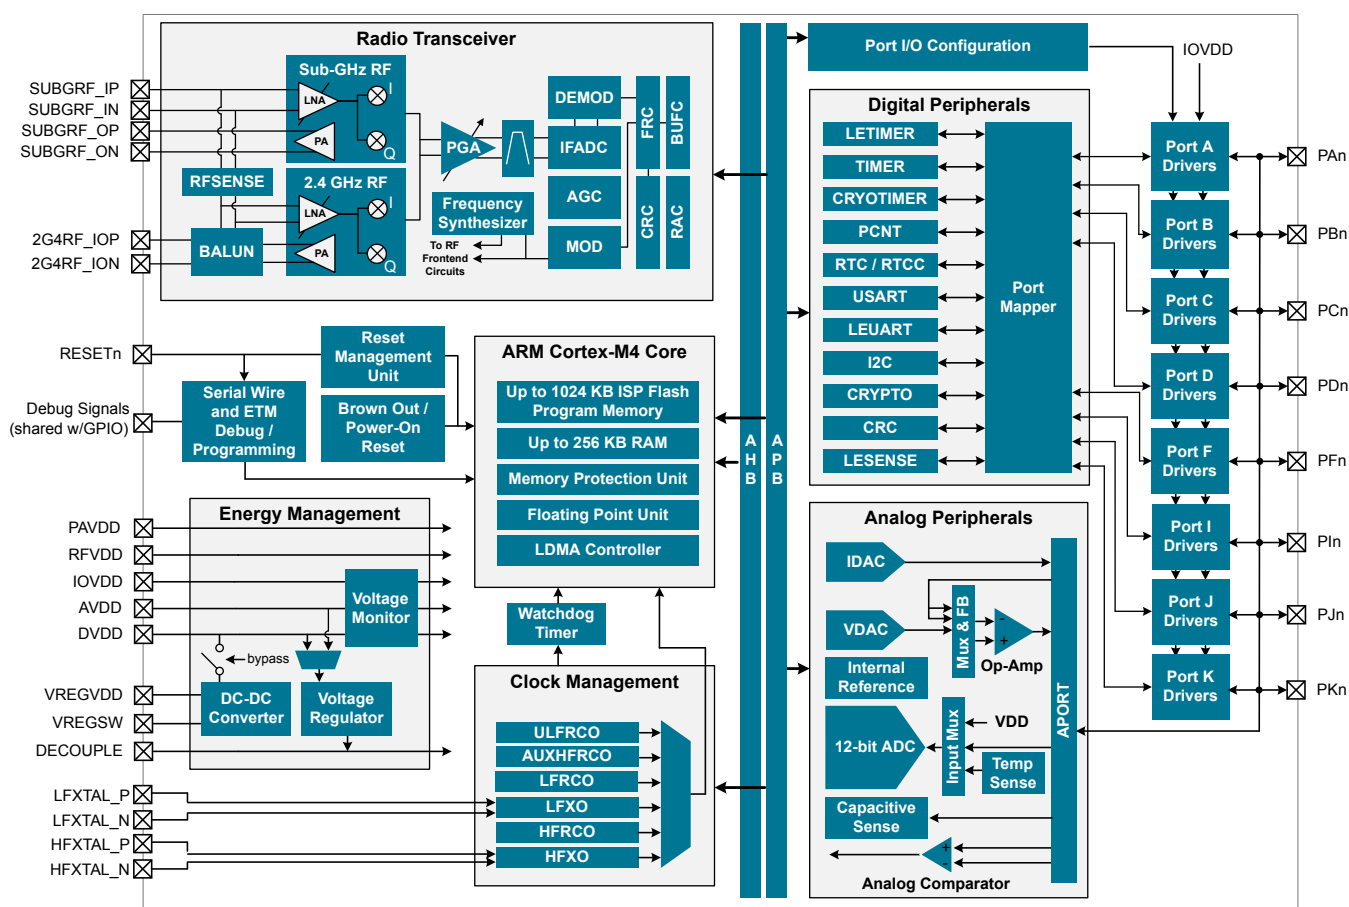 Radio Transceiver
SUBGRF_IP
SUBGRF_IN
SUBGRF_OP
SUBGRF_ON
2G4RF_IOP
2G4RF_ION
Sub-GHz RF
LNA
I
PA
Q
RFSENSE
2.4 GHz RF
LNA
I
PA
Q
BALUN
PGA
Frequency
Synthesizer
To RF
Frontend
Circuits
DEMOD
IFADC
AGC
MOD
FRC
BUFC
CRC
RAC
RESETn
Debug Signals
(shared w/GPIO)
Reset
Management
Unit
Serial Wire
and ETM
Debug /
Programming
Brown Out /
Power-On
Reset
ARM Cortex-M4 Core
Up to 1024 KB ISP Flash
Program Memory
Up to 256 KB RAM
Memory Protection Unit
Floating Point Unit
LDMA Controller
Watchdog
Timer
Energy Management
PAVDD
RFVDD
IOVDD
AVDD
DVDD
VREGVDD
VREGSW
DECOUPLE
Voltage
Monitor
bypass
DC-DC
Converter
Voltage
Regulator
Clock Management
ULFRCO
AUXHFRCO
LFRCO
LFXO
HFRCO
HFXO
LFXTAL_P
LFXTAL_N
HFXTAL_P
HFXTAL_N
A
H
B
A
P
B
Port I/O Configuration
IOVDD
Digital Peripherals
LETIMER
TIMER
CRYOTIMER
PCNT
RTC / RTCC
USART
LEUART
I2C
CRYPTO
CRC
LESENSE
Port
Mapper
Analog Peripherals
IDAC
VDAC
Mux & FB
-
+
Op-Amp
Internal
Reference
12-bit ADC
Input Mux
VDD
Temp
Sense
Capacitive
Sense
+
-
Analog Comparator
APORT
Port A
Drivers
Port B
Drivers
Port C
Drivers
Port D
Drivers
Port F
Drivers
Port I
Drivers
Port J
Drivers
Port K
Drivers
PAn
PBn
PCn
PDn
PFn
PIn
PJn
PKn